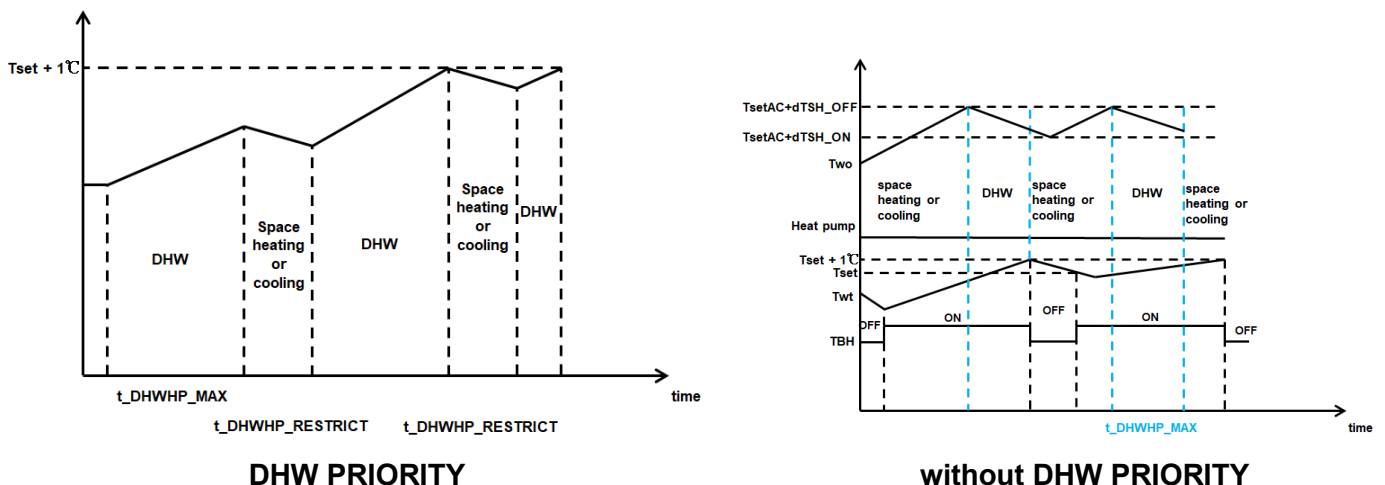 Tset + 1℃
DHW
Space
heating
or
cooling
DHW
Space
heating
or
cooling
DHW
time
t_DHWHP_MAX
t_DHWHP_RESTRICT
t_DHWHP_RESTRICT
DHW PRIORITY
TsetAC+dTSH_OFF
TsetAC+dTSH_ON
Two
space
heating or
cooling
DHW
space
heating or
cooling
DHW
space
heating or
cooling
Heat pump
Tset + 1℃
Tset
Twt
OFF
ON
OFF
ON
OFF
TBH
t_DHWHP_MAX
time
without DHW PRIORITY